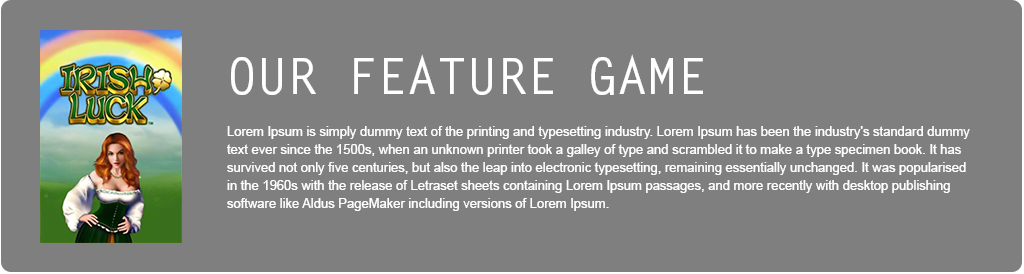 IRISH
LUCK
TM
OUR FEATURE GAME
Lorem Ipsum is simply dummy text of the printing and typesetting industry. Lorem Ipsum has been the industry's standard dummy
text ever since the 1500s, when an unknown printer took a galley of type and scrambled it to make a type specimen book. It has
survived not only five centuries, but also the leap into electronic typesetting, remaining essentially unchanged. It was popularised
in the 1960s with the release of Letraset sheets containing Lorem Ipsum passages, and more recently with desktop publishing
software like Aldus PageMaker including versions of Lorem Ipsum.